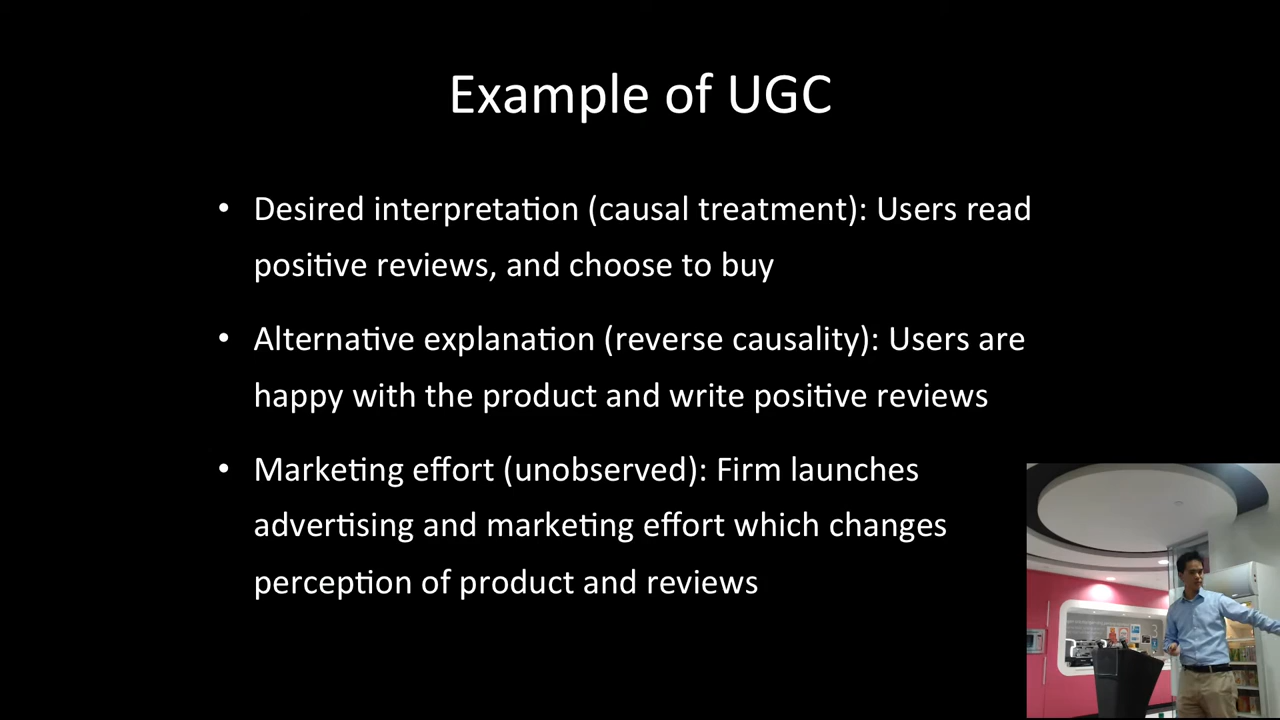 Example of UGC
• Desired interpretation (causal treatment): Users read
positive reviews, and choose to buy
• Alternative explanation (reverse causality): Users are
happy with the product and write positive reviews
• Marketing effort (unobserved): Firm launches
advertising and marketing effort which changes
perception of product and reviews